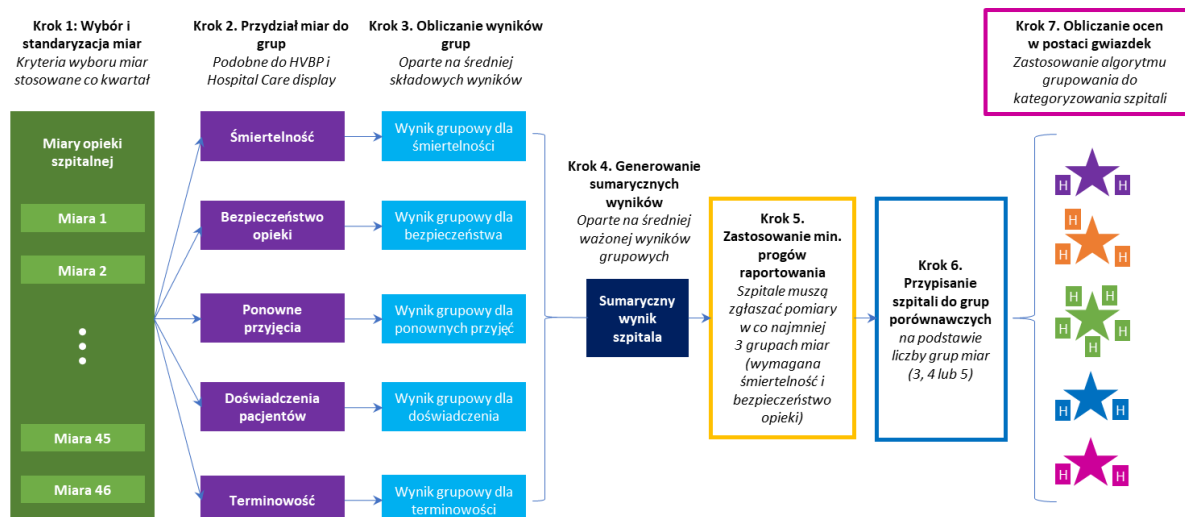 Krok 1: Wybór i
standaryzacja miar
Kryteria wyboru miar
stosowane co kwartał
Miary opieki
szpitalnej
Miara 1
Miara 2
Miara 45
Miara 46
Krok 2. Przydział miar do
grup
Podobne do HVBP i
Hospital Care display
Śmiertelność
Bezpieczeństwo
opieki
Ponowne
przyjęcia
Doświadczenia
pacjentów
Terminowość
Krok 3. Obliczanie wyników
grup
Oparte na średniej
składowych wyników
Wynik grupowy dla
śmiertelności
Wynik grupowy dla
bezpieczeństwa
Wynik grupowy dla
ponownych przyjęć
Wynik grupowy dla
doświadczenia
Wynik grupowy dla
terminowości
Krok 4. Generowanie
sumarycznych
wyników
Oparte na średniej
ważonej wyników
grupowych
Sumaryczny
wynik
szpitala
Krok 5.
Zastosowanie min.
progów
raportowania
Szpitale muszą
zgłaszać pomiary
w co najmniej
3 grupach miar
(wymagana
śmiertelność i
bezpieczeństwo
opieki)
Krok 6.
Przypisanie
szpitali do grup
porównawczych
na podstawie
liczby grup miar
(3, 4 lub 5)
Krok 7. Obliczanie ocen
w postaci gwiazdek
Zastosowanie algorytmu
grupowania do
kategoryzowania szpitali
H H
H
H H
H H
H H
H
H H
H H